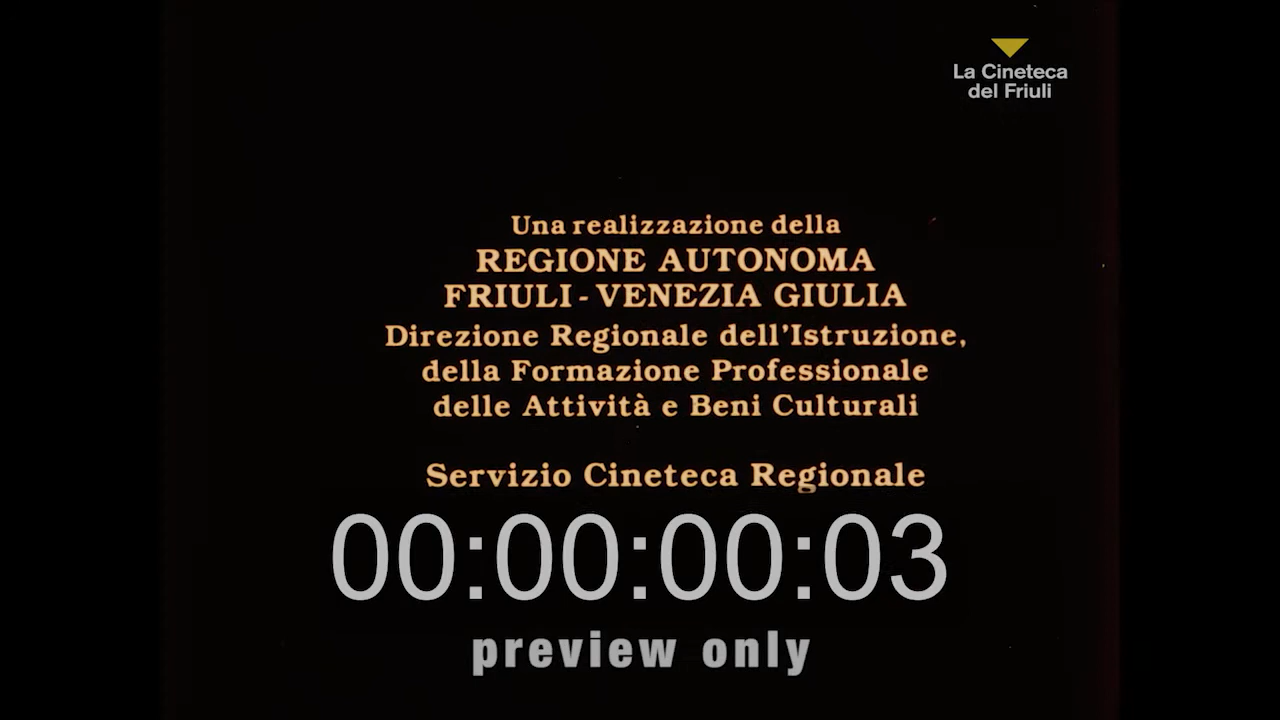 La Cineteca
del Friuli
Una realizzazione della
REGIONE AUTONOMA
FRIULI-VENEZIA GIULIA
Direzione Regionale dell'Istruzione,
della Formazione Professionale
delle Attività e Beni Culturali
Servizio Cineteca Regionale
00:00:00:03
preview only